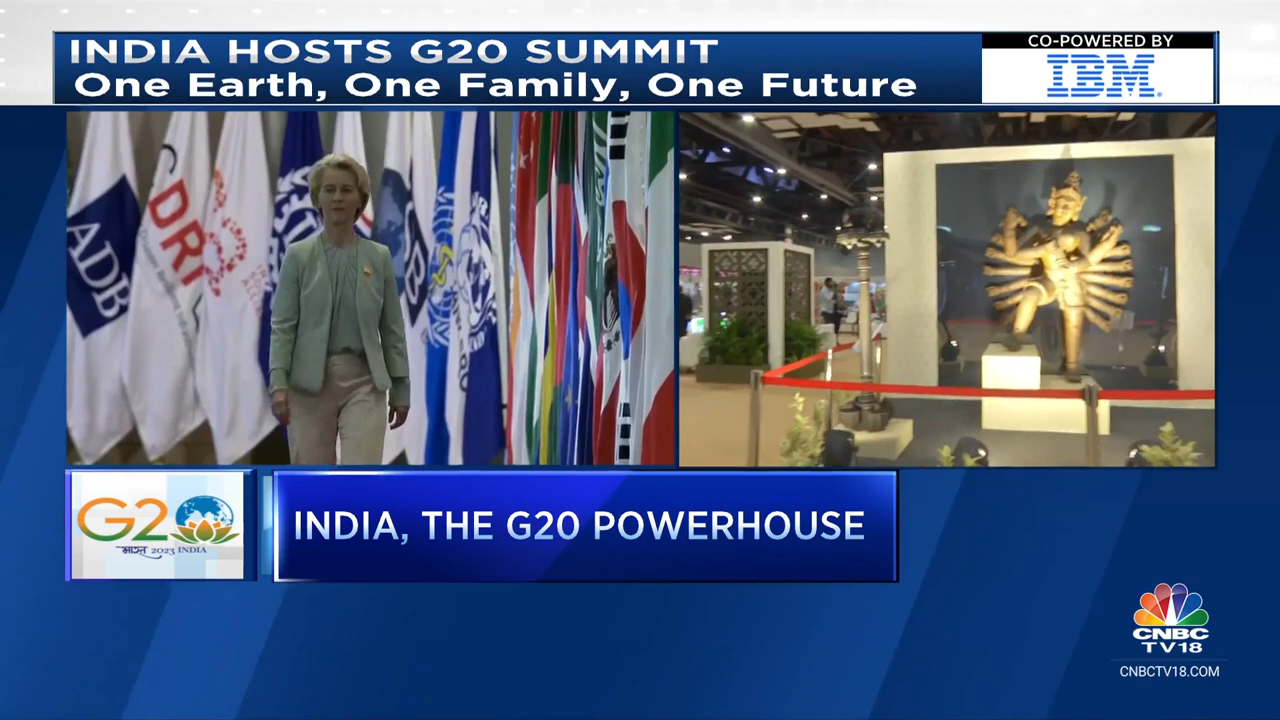 INDIA HOSTS G20 SUMMIT
One Earth, One Family, One Future
CO-POWERED BY
IBM
ADB
CDRI
G20
भारत 2023 INDIA
INDIA, THE G20 POWERHOUSE
CNBC
TV18
CNBCTV18.COM